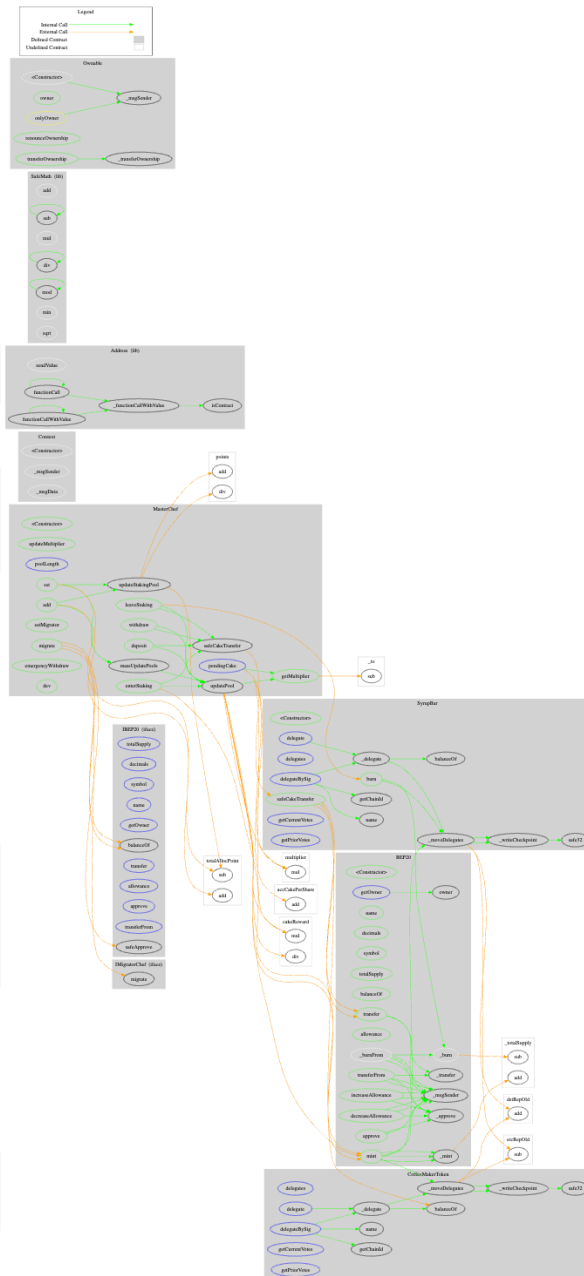 Legend
Internal Call
External Call
Defined Contract
Undefined Contract
Ownable
<Constructor>
owner
_msgSender
onlyOwner
renounceOwnership
transferOwnership
_transferOwnership
SafeMath (lib)
add
sub
mul
div
mod
min
sqrt
Address (lib)
sendValue
functionCall
_functionCallWithValue
isContract
functionCallWithValue
Context
<Constructor>
_msgSender
_msgData
points
add
div
MasterChef
<Constructor>
updateMultiplier
poolLength
set
updateStakingPool
add
leaveStaking
setMigrator
withdraw
migrate
deposit
safeCakeTransfer
massUpdatePools
pendingCake
emergencyWithdraw
getMultiplier
dev
enterStaking
updatePool
_to
sub
SyrupBar
<Constructor>
delegate
delegates
_delegate
balanceOf
delegateBySig
burn
safeCakeTransfer
getChainId
getCurrentVotes
name
getPriorVotes
_moveDelegates
_writeCheckpoint
safe32
IBEP20 (iface)
totalSupply
decimals
symbol
name
getOwner
balanceOf
transfer
allowance
approve
transferFrom
safeApprove
IMigratorChef (iface)
migrate
totalAllocPoint
sub
add
multiplier
mul
accCakePerShare
add
cakeReward
mul
div
BEP20
<Constructor>
getOwner
owner
name
decimals
symbol
totalSupply
balanceOf
transfer
allowance
_burnFrom
_burn
transferFrom
_transfer
increaseAllowance
_msgSender
decreaseAllowance
_approve
approve
mint
_mint
_totalSupply
sub
add
dstRepOld
add
srcRepOld
sub
CoffeeMakerToken
delegates
_moveDelegates
_writeCheckpoint
safe32
delegate
_delegate
balanceOf
delegateBySig
name
getCurrentVotes
getChainId
getPriorVotes